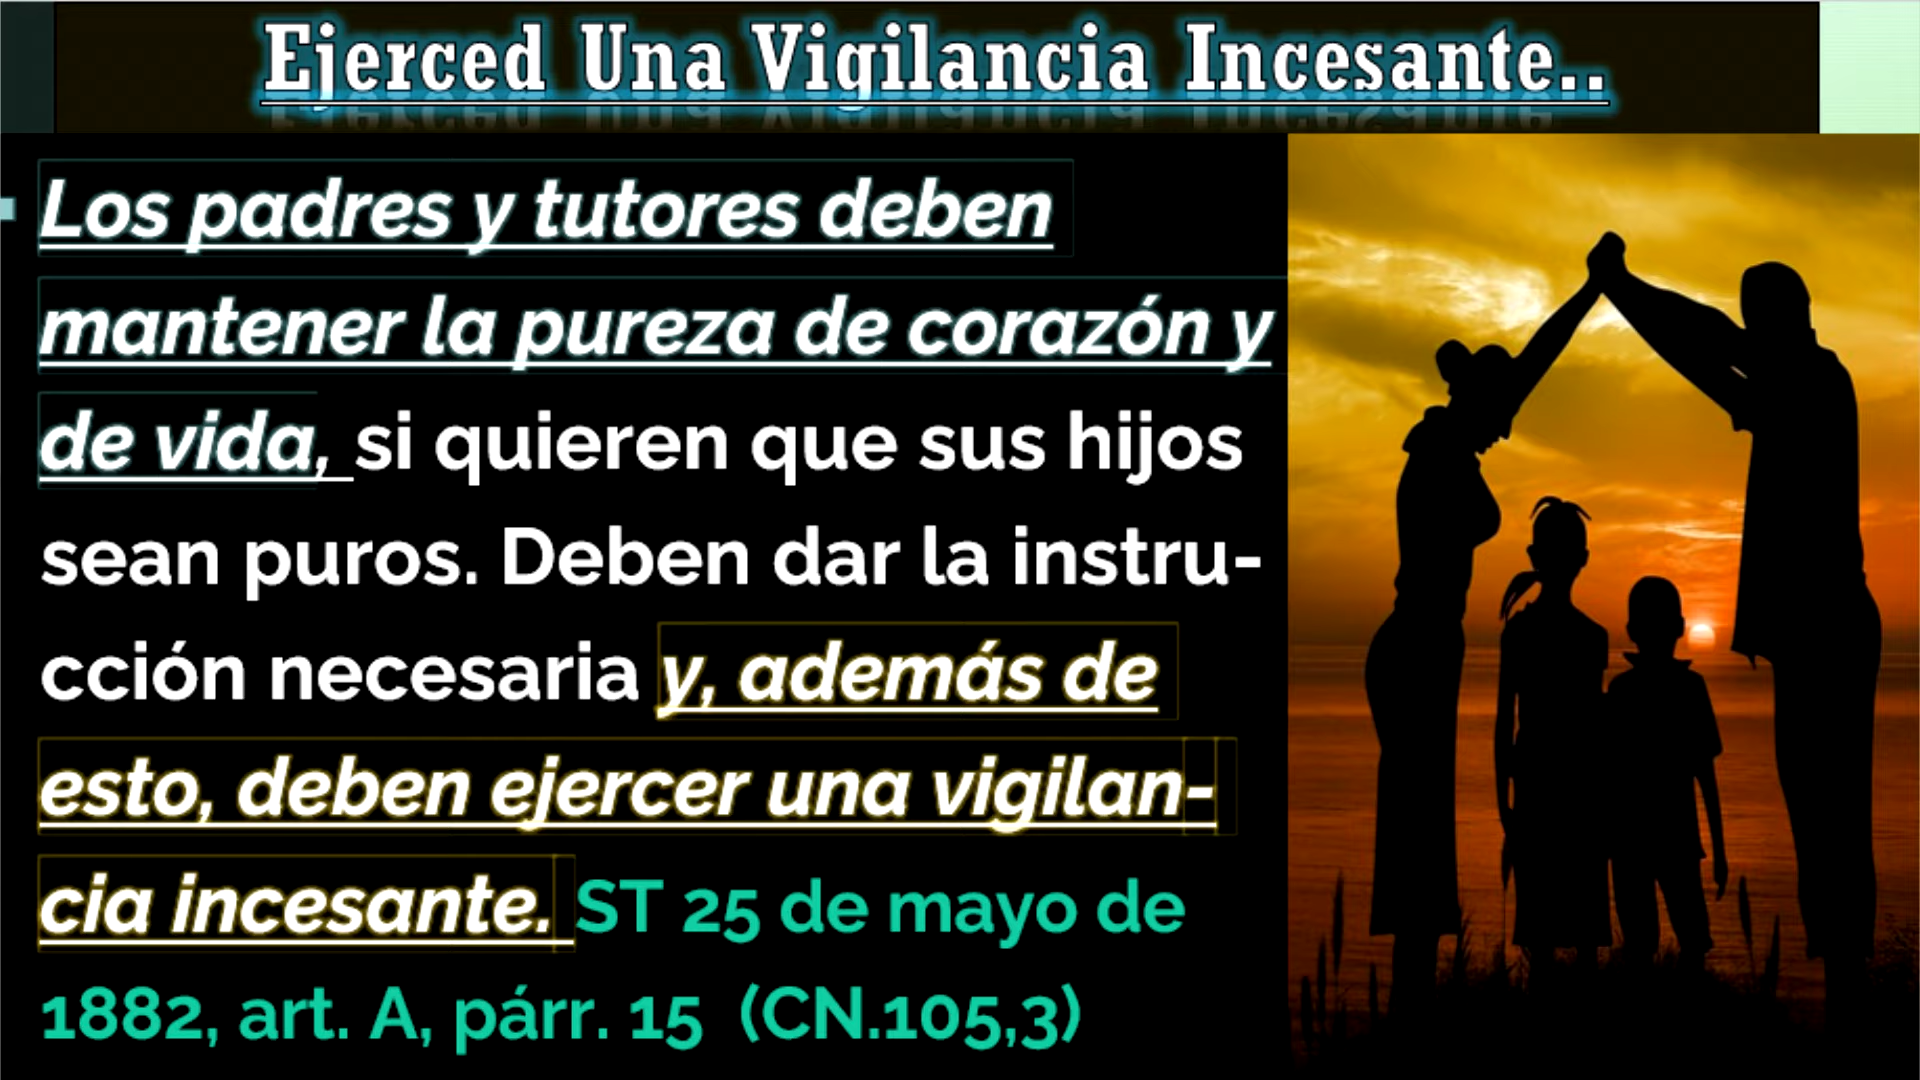 Ejerced Una Vigilancia Incesante..
Los padres y tutores deben
mantener la pureza de corazón y
de vida, si quieren que sus hijos
sean puros. Deben dar la instru-
cción necesaria y, además de
esto, deben ejercer una vigilan-
cia incesante. ST 25 de mayo de
1882, art. A, párr. 15 (CN.105,3)